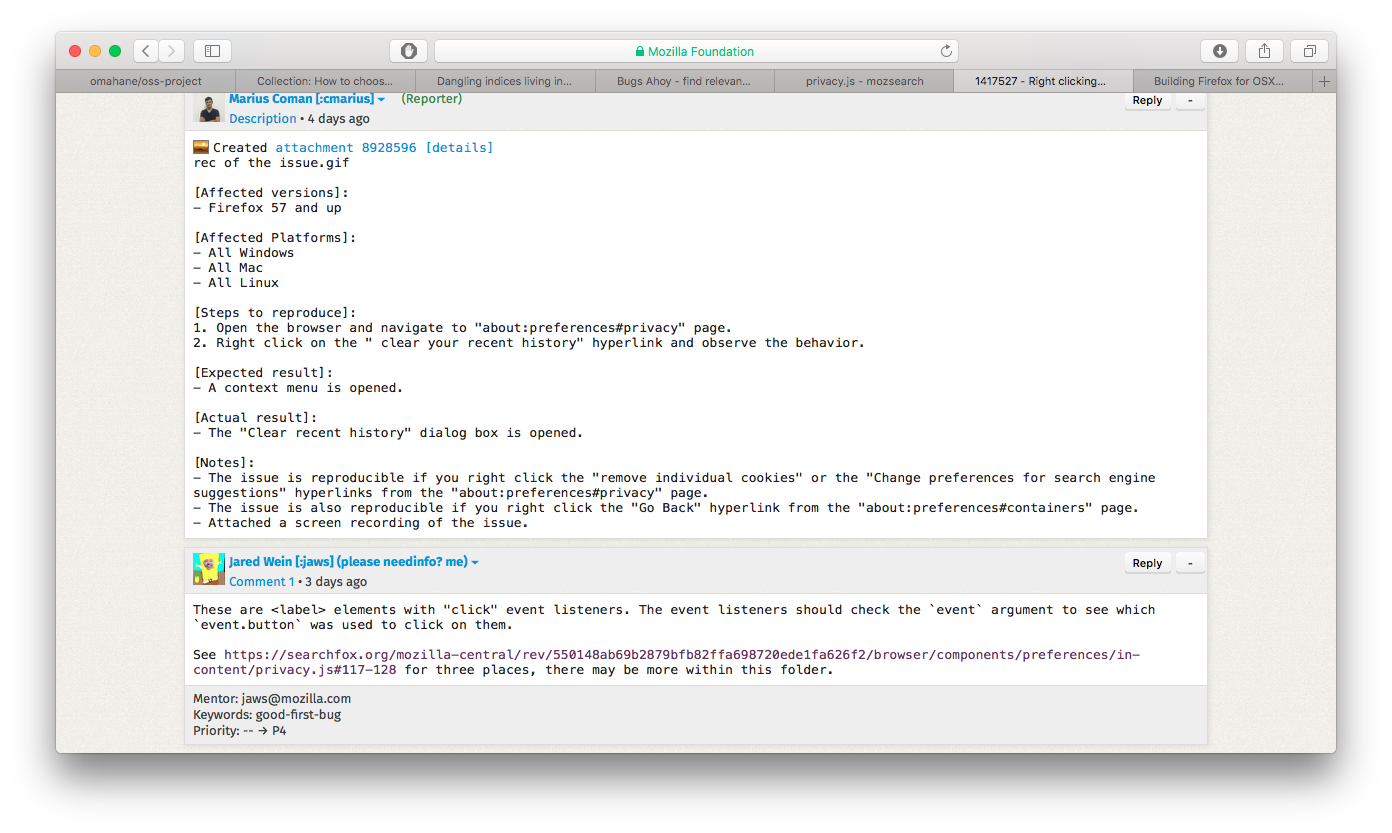 Mozilla Foundation
omahane/oss-project
Collection: How to choos...
Dangling indices living in...
Bugs Ahoy - find relevan...
privacy.js - mozsearch
1417527 - Right clicking...
Building Firefox for OSX...
Marius Coman [:cmarius] (Reporter)
Reply -
Description • 4 days ago
Created attachment 8928596 [details]
rec of the issue.gif
[Affected versions]:
- Firefox 57 and up
[Affected Platforms]:
- All Windows
- All Mac
- All Linux
[Steps to reproduce]:
1. Open the browser and navigate to "about:preferences#privacy" page.
2. Right click on the " clear your recent history" hyperlink and observe the behavior.
[Expected result]:
- A context menu is opened.
[Actual result]:
- The "Clear recent history" dialog box is opened.
[Notes]:
- The issue is reproducible if you right click the "remove individual cookies" or the "Change preferences for search engine
suggestions" hyperlinks from the "about:preferences#privacy" page.
- The issue is also reproducible if you right click the "Go Back" hyperlink from the "about:preferences#containers" page.
- Attached a screen recording of the issue.
Jared Wein [:jaws] (please needinfo? me)
Reply -
Comment 1 • 3 days ago
These are <label> elements with "click" event listeners. The event listeners should check the `event` argument to see which
`event.button` was used to click on them.
See https://searchfox.org/mozilla-central/rev/550148ab69b2879bfb82ffa698720ede1fa626f2/browser/components/preferences/in-
content/privacy.js#117-128 for three places, there may be more within this folder.
Mentor: jaws@mozilla.com
Keywords: good-first-bug
Priority: -- → P4